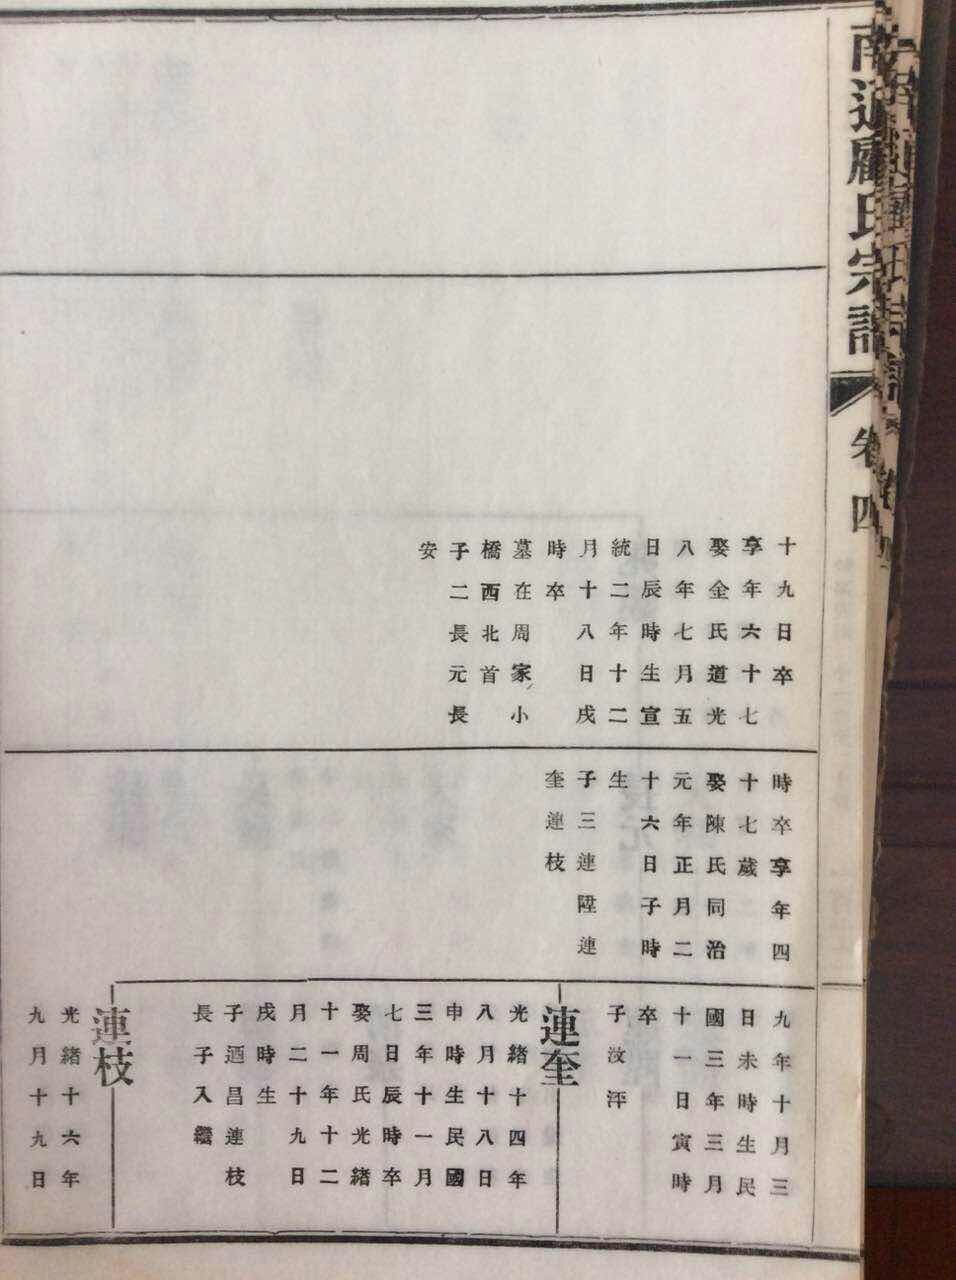 南通顧氏宗譜
卷四
十九日卒
享年六十七
娶金氏道光
八年七月五
日辰時生宣
統二年十二
月十八日戌
時卒
墓在周家小
橋西北首
子二長元長
安
時卒享年四
十七歲
娶陳氏同治
元年正月二
十六日子時
生
子三連陞連
奎連枝
九年十月三
日未時生民
國三年三月
十一日寅時
卒
子汶泙
連奎
光緒十四年
八月十八日
申時生民國
三年十一月
七日辰時卒
娶周氏光緒
十一年十二
月二十九日
戌時生
子迺昌連枝
長子入繼
連枝
光緒十六年
九月十九日